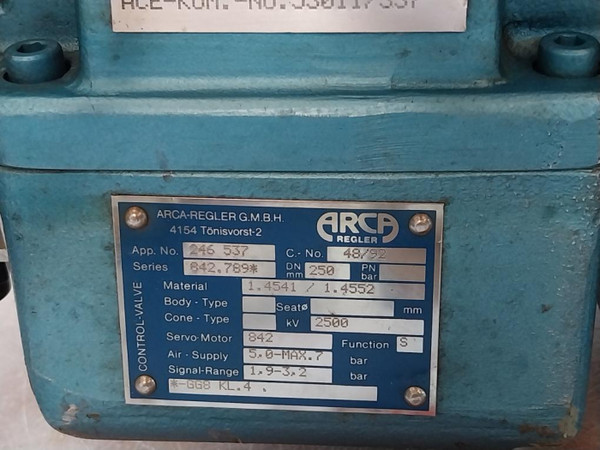 ACE-KOM.-NO.
ARCA-REGLER G.M.B.H.
4154 Tönisvorst-2
ARCA
REGLER
App. No. 246 537 C.-No. 48/92
Series 842.789* DN mm 250 PN bar
Material 1.4541 / 1.4552
Body-Type Seatø mm
Cone-Type kV 2500
Servo-Motor 842 Function S
Air-Supply 5.0-MAX.7 bar
Signal-Range 1,9-3,2 bar
*-GG8 KL.4 .
CONTROL-VALVE